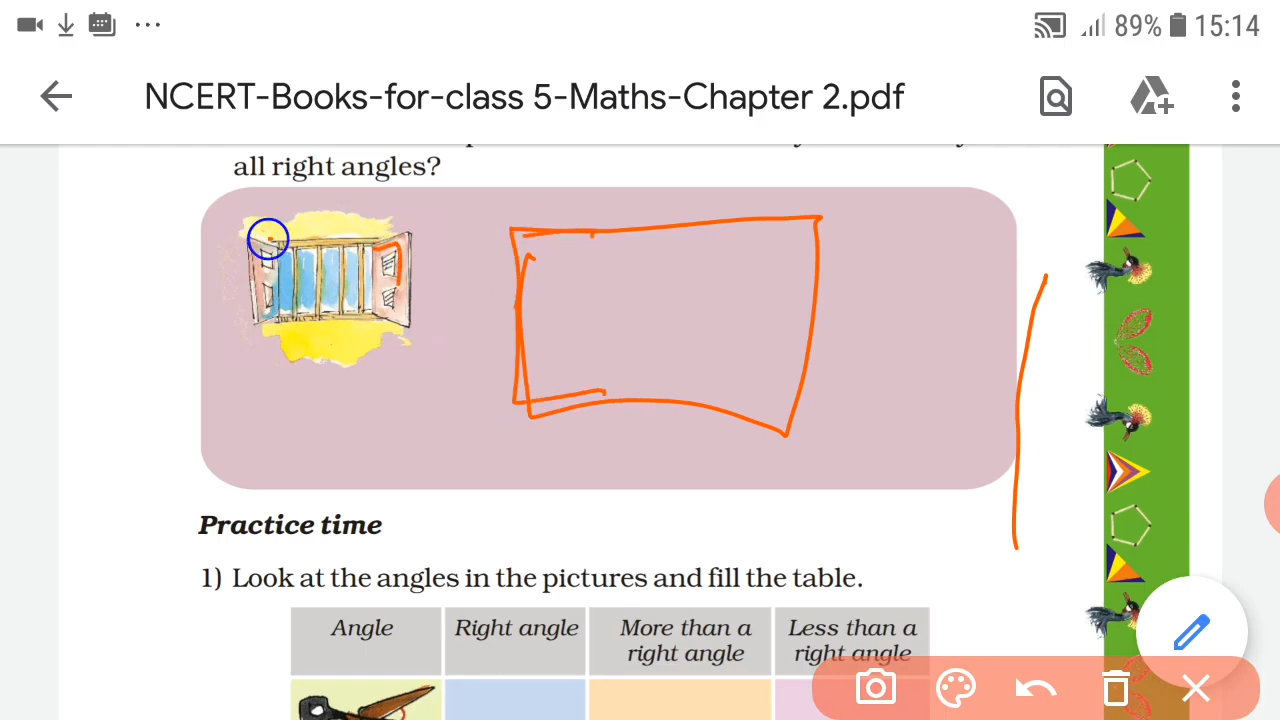 89% 15:14
NCERT-Books-for-class 5-Maths-Chapter 2.pdf
all right angles?
Practice time
1) Look at the angles in the pictures and fill the table.
Angle
Right angle
More than a
right angle
Less than a
right angle